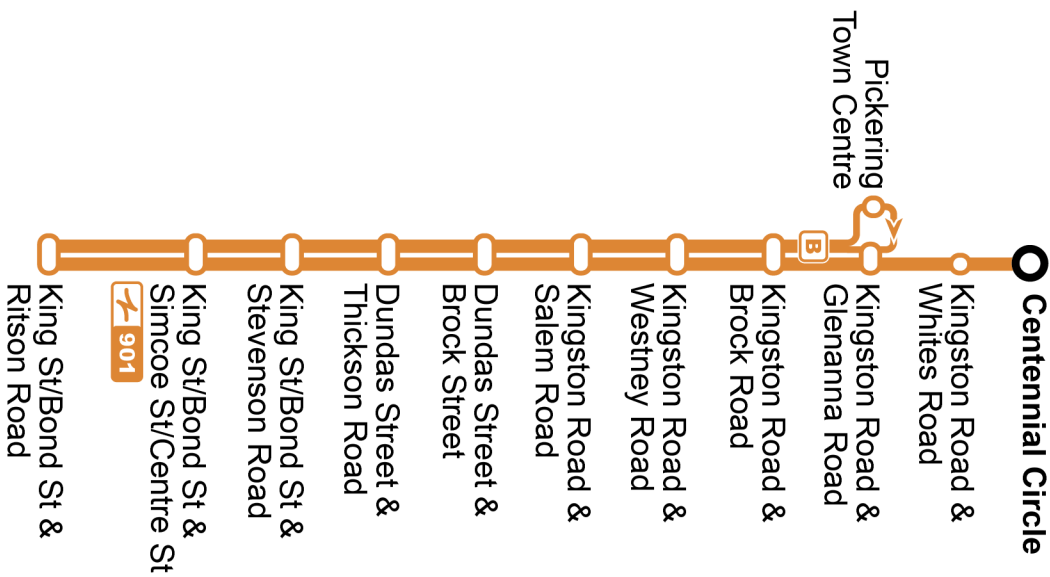 Centennial Circle
Kingston Road &
Whites Road
Pickering
Town Centre
Kingston Road &
Glenanna Road
B
Kingston Road &
Brock Road
Kingston Road &
Westney Road
Kingston Road &
Salem Road
Dundas Street &
Brock Street
Dundas Street &
Thickson Road
King St/Bond St &
Stevenson Road
King St/Bond St &
Simcoe St/Centre St
901
King St/Bond St &
Ritson Road